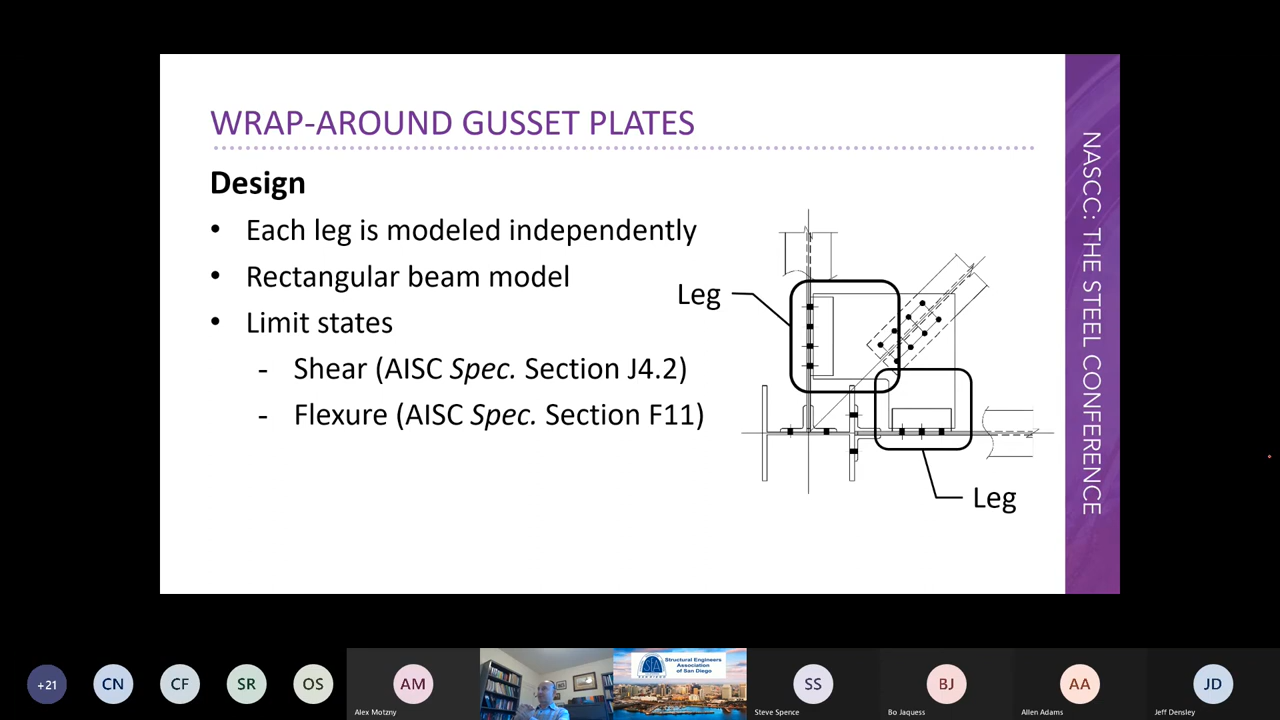 WRAP-AROUND GUSSET PLATES
Design
• Each leg is modeled independently
• Rectangular beam model
• Limit states
- Shear (AISC Spec. Section J4.2)
- Flexure (AISC Spec. Section F11)
Leg
Leg
NASCC: THE STEEL CONFERENCE
+21
CN
CF
SR
OS
AM
Alex Motzny
Structural Engineers
Association
of San Diego
SS
Steve Spence
BJ
Bo Jaquess
AA
Allen Adams
JD
Jeff Densley